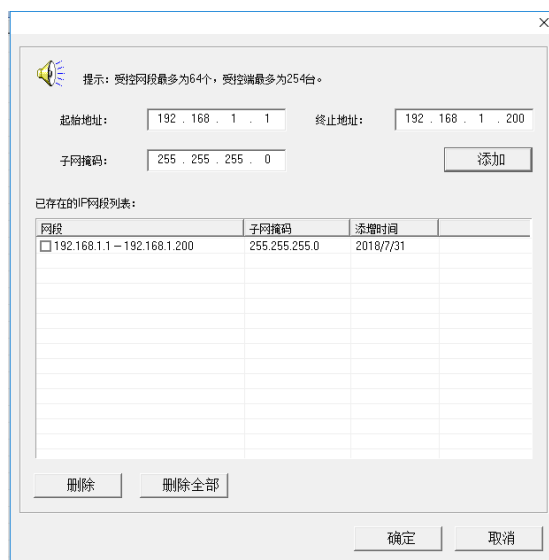 提示：受控网段最多为64个，受控端最多为254台。
起始地址： 192 . 168 . 1 . 1 终止地址： 192 . 168 . 1 . 200
子网掩码： 255 . 255 . 255 . 0 添加
已存在的IP网段列表：
网段 子网掩码 添增时间
192.168.1.1 — 192.168.1.200 255.255.255.0 2018/7/31
删除 删除全部
确定 取消